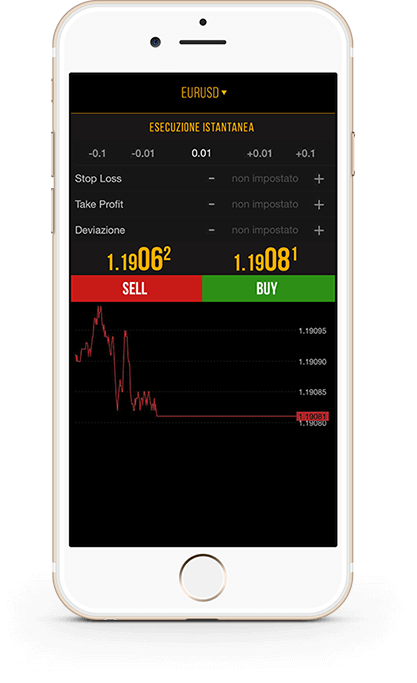 EURUSD
ESECUZIONE ISTANTANEA
-0.1 -0.01 0.01 +0.01 +0.1
Stop Loss - non impostato +
Take Profit - non impostato +
Deviazione - non impostato +
1.19062 1.19081
SELL BUY
1.19095
1.19090
1.19085
1.19081
1.19080